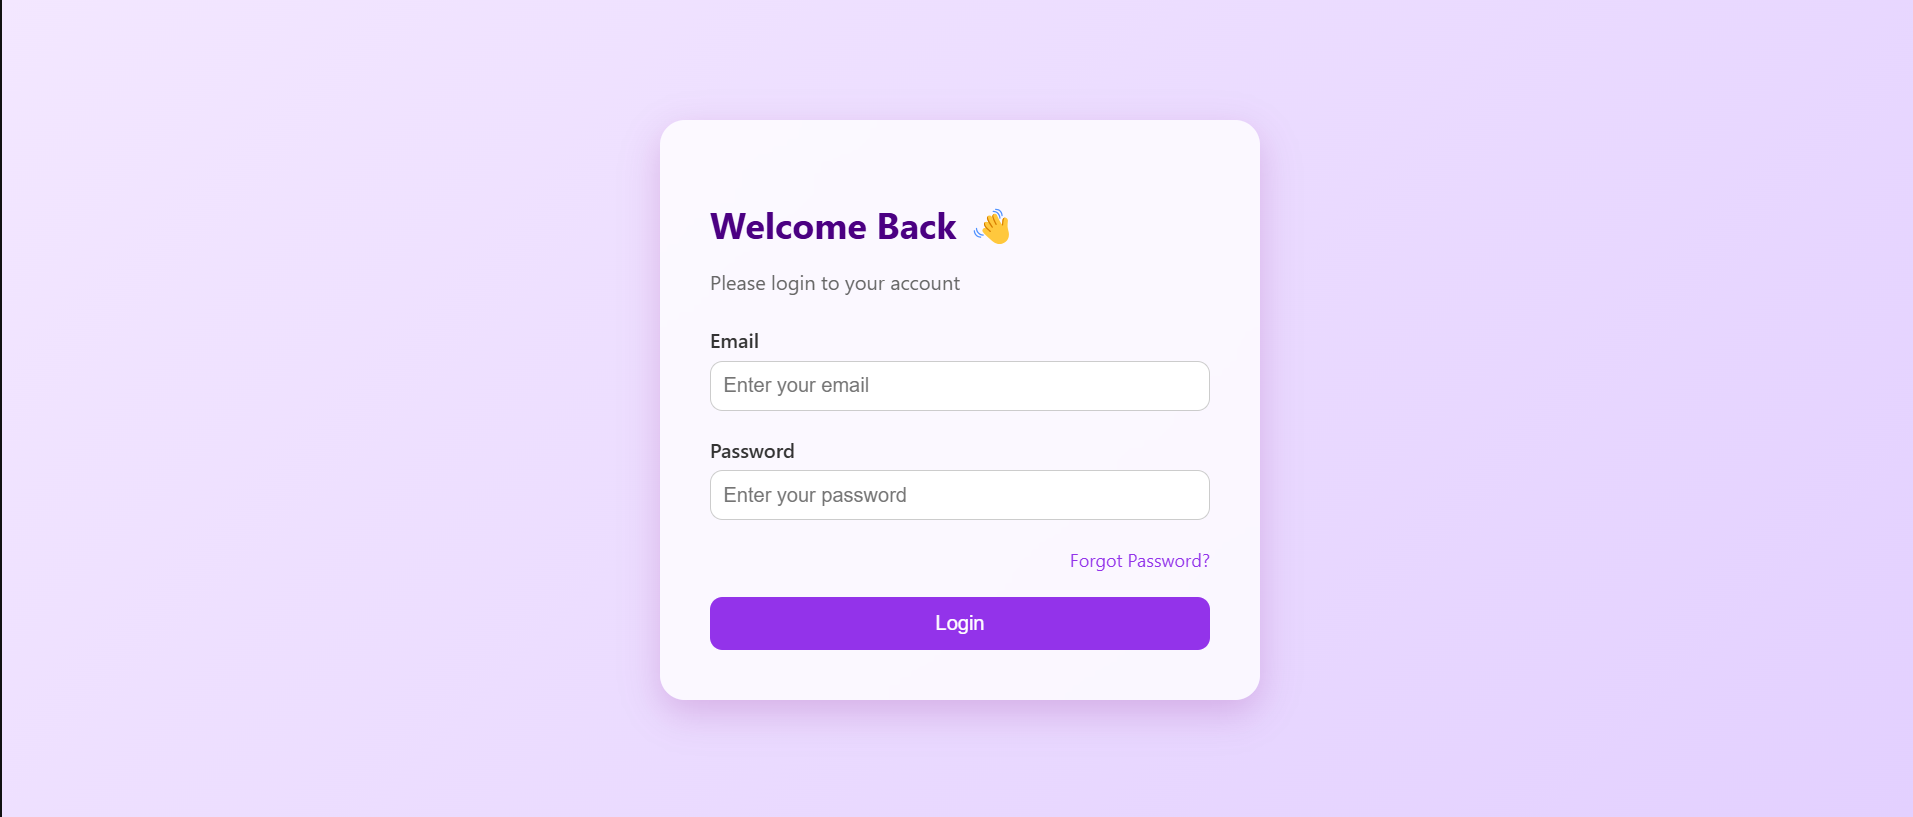 Welcome Back 👋
Please login to your account
Email
Enter your email
Password
Enter your password
Forgot Password?
Login